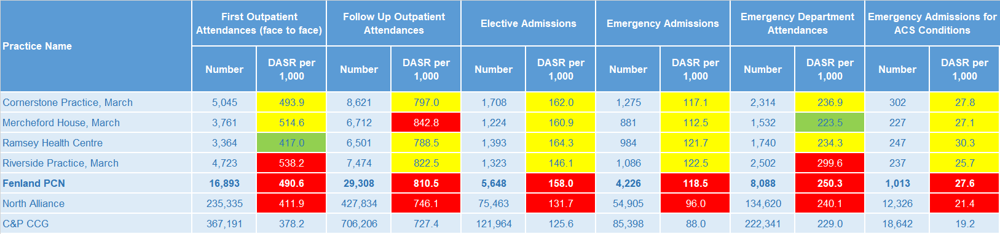 Practice Name
First Outpatient
Attendances (face to face)
Follow Up Outpatient
Attendances
Elective Admissions
Emergency Admissions
Emergency Department
Attendances
Emergency Admissions for
ACS Conditions
Number
DASR per
1,000
Number
DASR per
1,000
Number
DASR per
1,000
Number
DASR per
1,000
Number
DASR per
1,000
Number
DASR per
1,000
Cornerstone Practice, March 5,045 493.9 8,621 797.0 1,708 162.0 1,275 117.1 2,314 236.9 302 27.8
Mercheford House, March 3,761 514.6 6,712 842.8 1,224 160.9 881 112.5 1,532 223.5 227 27.1
Ramsey Health Centre 3,364 417.0 6,501 788.5 1,393 164.3 984 121.7 1,740 234.3 247 30.3
Riverside Practice, March 4,723 538.2 7,474 822.5 1,323 146.1 1,086 122.5 2,502 299.6 237 25.7
Fenland PCN 16,893 490.6 29,308 810.5 5,648 158.0 4,226 118.5 8,088 250.3 1,013 27.6
North Alliance 235,335 411.9 427,834 746.1 75,463 131.7 54,905 96.0 134,620 240.1 12,326 21.4
C&P CCG 367,191 378.2 706,206 727.4 121,964 125.6 85,398 88.0 222,341 229.0 18,642 19.2